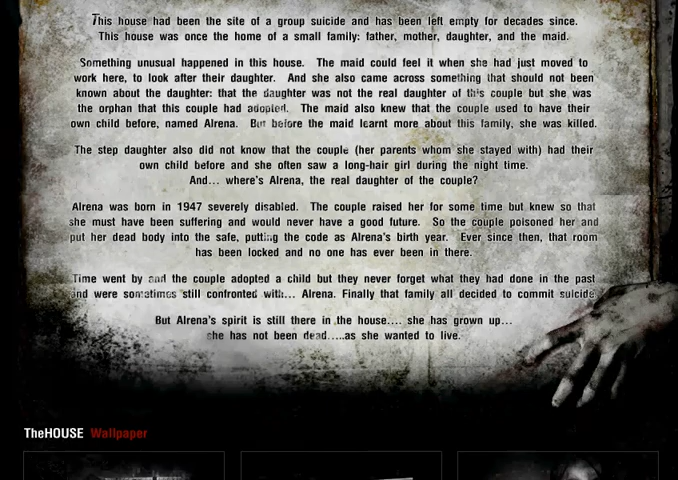 This house had been the site of a group suicide and has been left empty for decades since.
This house was once the home of a small family: father, mother, daughter, and the maid.
Something unusual happened in this house. The maid could feel it when she had just moved to
work here, to look after their daughter. And she also came across something that should not been
known about the daughter: that the daughter was not the real daughter of this couple but she was
the orphan that this couple had adopted. The maid also knew that the couple used to have their
own child before, named Alrena. But before the maid learnt more about this family, she was killed.
The step daughter also did not know that the couple (her parents whom she stayed with) had their
own child before and she often saw a long-hair girl during the night time.
And... where's Alrena, the real daughter of the couple?
Alrena was born in 1947 severely disabled. The couple raised her for some time but knew so that
she must have been suffering and would never have a good future. So the couple poisoned her and
put her dead body into the safe, putting the code as Alrena's birth year. Ever since then, that room
has been locked and no one has ever been in there.
Time went by and the couple adopted a child but they never forget what they had done in the past
and were sometimes still confronted with... Alrena. Finally that family all decided to commit suicide
But Alrena's spirit is still there in the house.... she has grown up...
she has not been dead.....as she wanted to live.
TheHOUSE Wallpaper